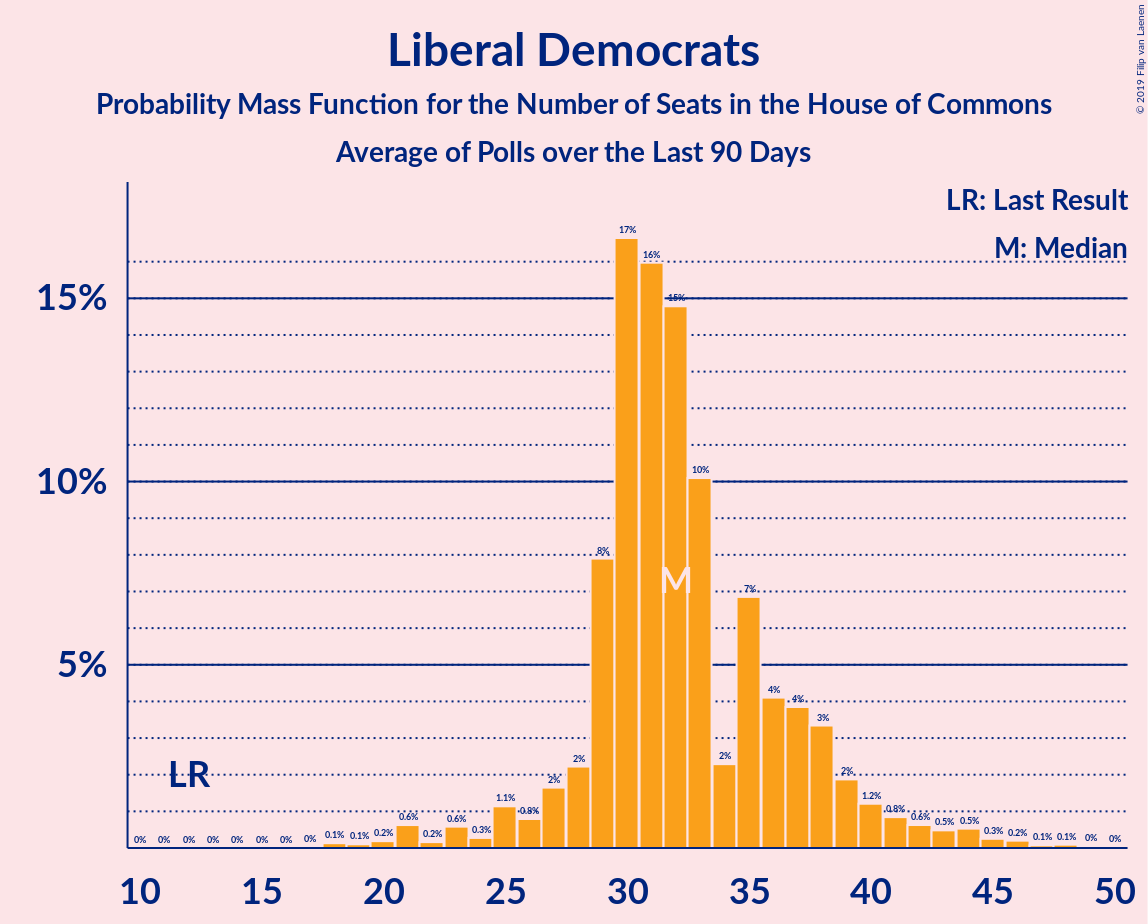 Liberal Democrats
Probability Mass Function for the Number of Seats in the House of Commons
Average of Polls over the Last 90 Days
© 2019 Filip van Laenen
LR: Last Result
M: Median
15%
10%
5%
0% 0% 0% 0% 0% 0% 0% 0% 0.1% 0.1% 0.2% 0.6% 0.2% 0.6% 0.3% 1.1% 0.8% 2% 2% 8% 17% 16% 15% 10% 2% 7% 4% 4% 3% 2% 1.2% 0.8% 0.6% 0.5% 0.5% 0.3% 0.2% 0.1% 0.1% 0% 0%
M
LR
10 15 20 25 30 35 40 45 50